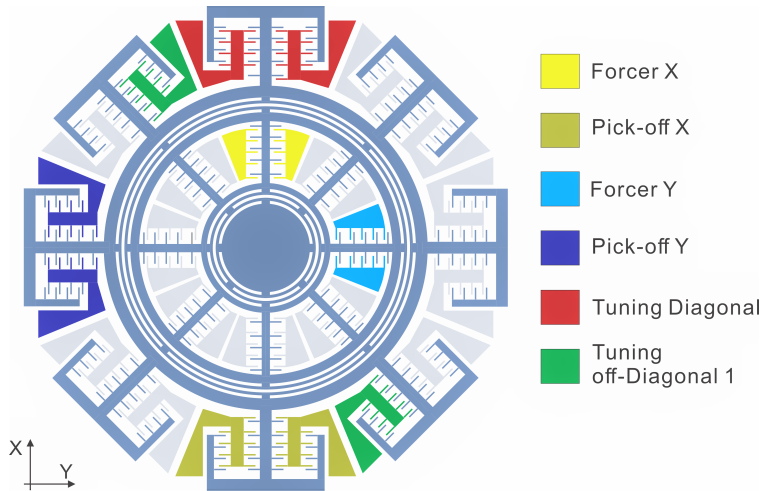 Forcer X
Pick-off X
Forcer Y
Pick-off Y
Tuning Diagonal
Tuning
off-Diagonal 1
X
Y